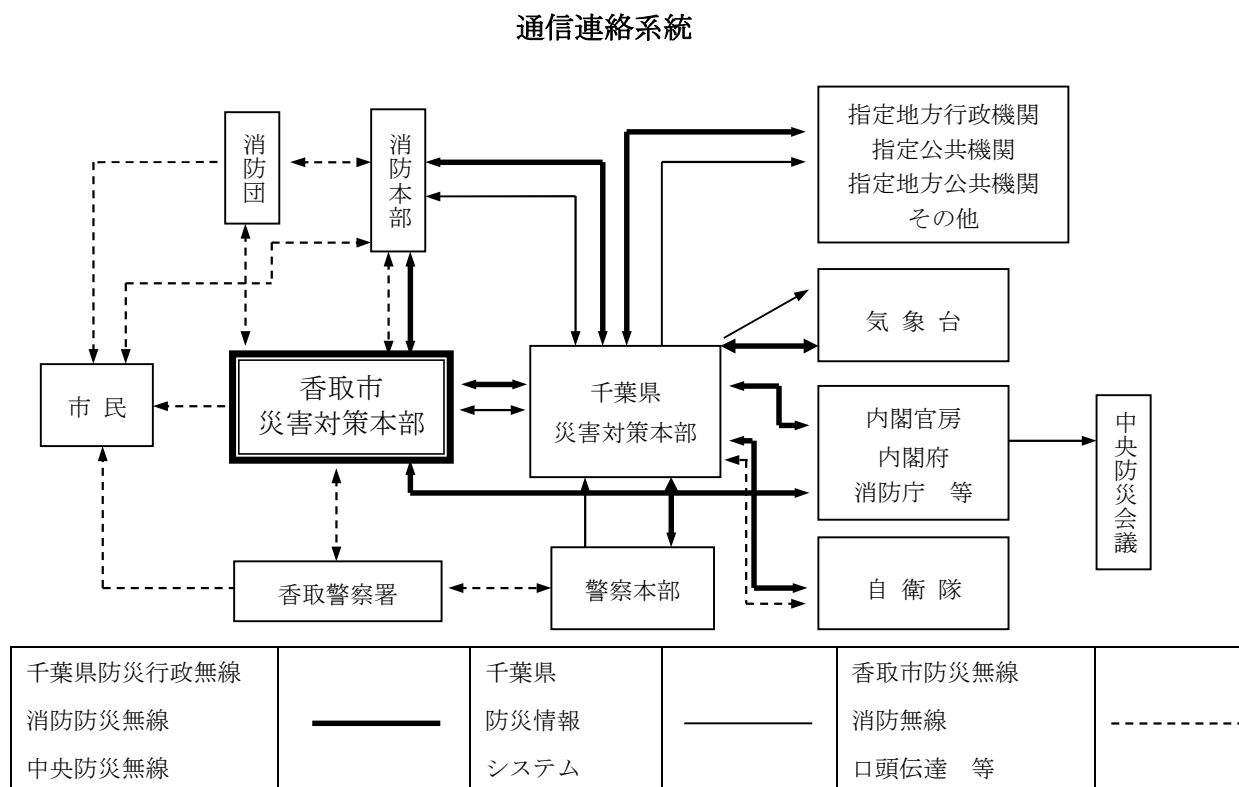 通信連絡系統
消防団
消防本部
指定地方行政機関
指定公共機関
指定地方公共機関
その他
気 象 台
市 民
香取市
災害対策本部
千葉県
災害対策本部
内閣官房
内閣府
消防庁　等
中央防災会議
香取警察署
警察本部
自 衛 隊
千葉県防災行政無線
消防防災無線
中央防災無線
千葉県
防災情報
システム
香取市防災無線
消防無線
口頭伝達　等